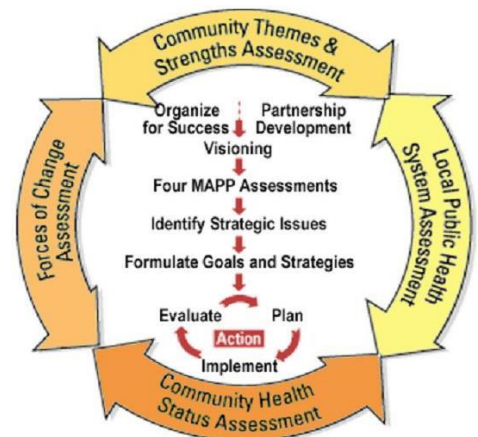 Community Themes &
Strengths Assessment
Organize
for Success
Partnership
Development
Visioning
Four MAPP Assessments
Identify Strategic Issues
Formulate Goals and Strategies
Evaluate
Plan
Action
Implement
Forces of Change
Assessment
Local Public Health
System Assessment
Community Health
Status Assessment